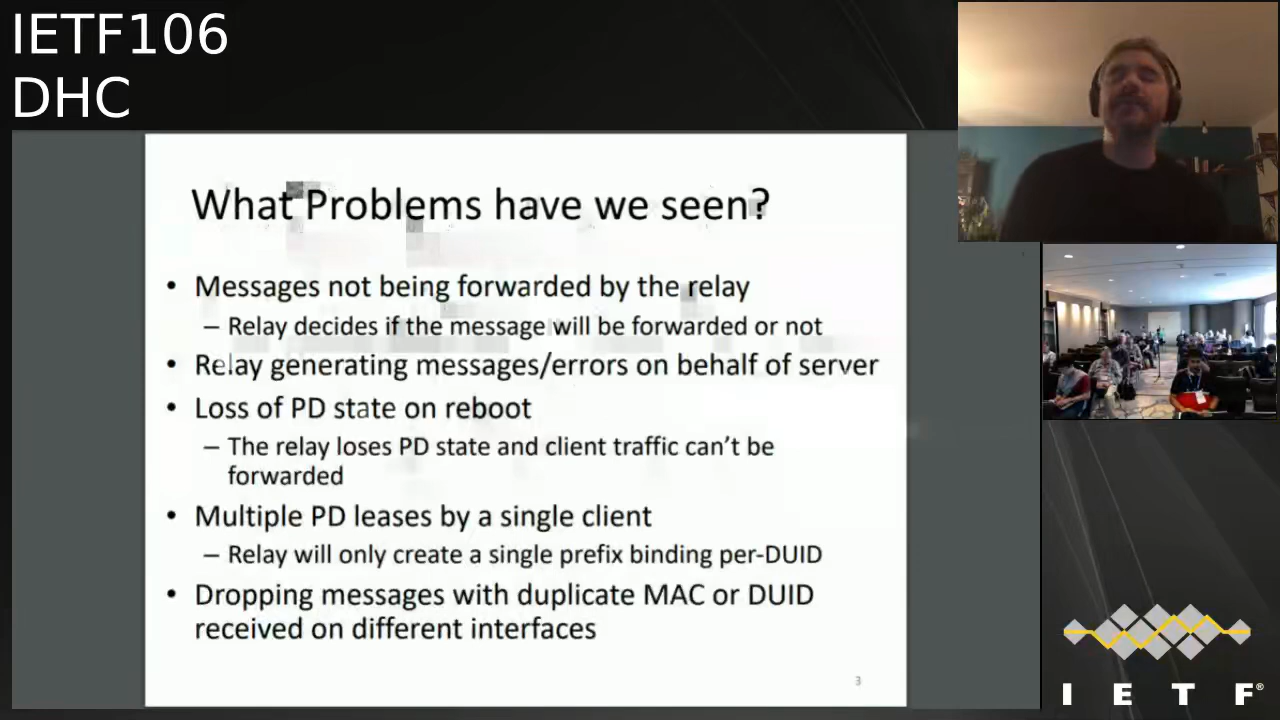 IETF106
DHC
What Problems have we seen?
• Messages not being forwarded by the relay
– Relay decides if the message will be forwarded or not
• Relay generating messages/errors on behalf of server
• Loss of PD state on reboot
– The relay loses PD state and client traffic can’t be
forwarded
• Multiple PD leases by a single client
– Relay will only create a single prefix binding per-DUID
• Dropping messages with duplicate MAC or DUID
received on different interfaces
3
I E T F®